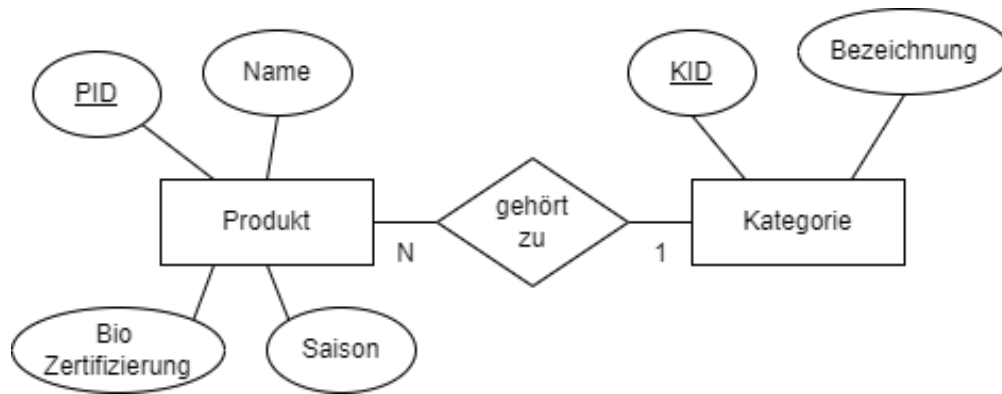 PID
Name
KID
Bezeichnung
Produkt
N
gehört
zu
1
Kategorie
Bio
Zertifizierung
Saison